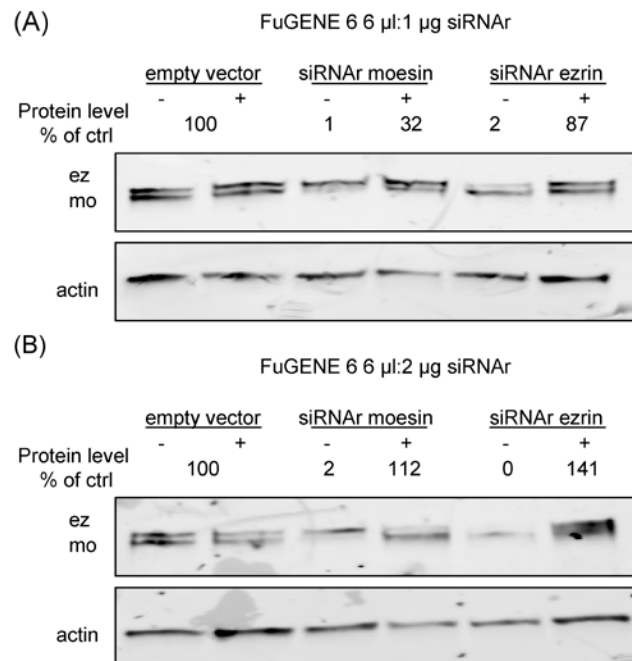 (A)
FuGENE 6 6 µl:1 µg siRNAr
empty vector siRNAr moesin siRNAr ezrin
- + - + - +
Protein level
% of ctrl
100 1 32 2 87
ez
mo
actin
(B)
FuGENE 6 6 µl:2 µg siRNAr
empty vector siRNAr moesin siRNAr ezrin
- + - + - +
Protein level
% of ctrl
100 2 112 0 141
ez
mo
actin